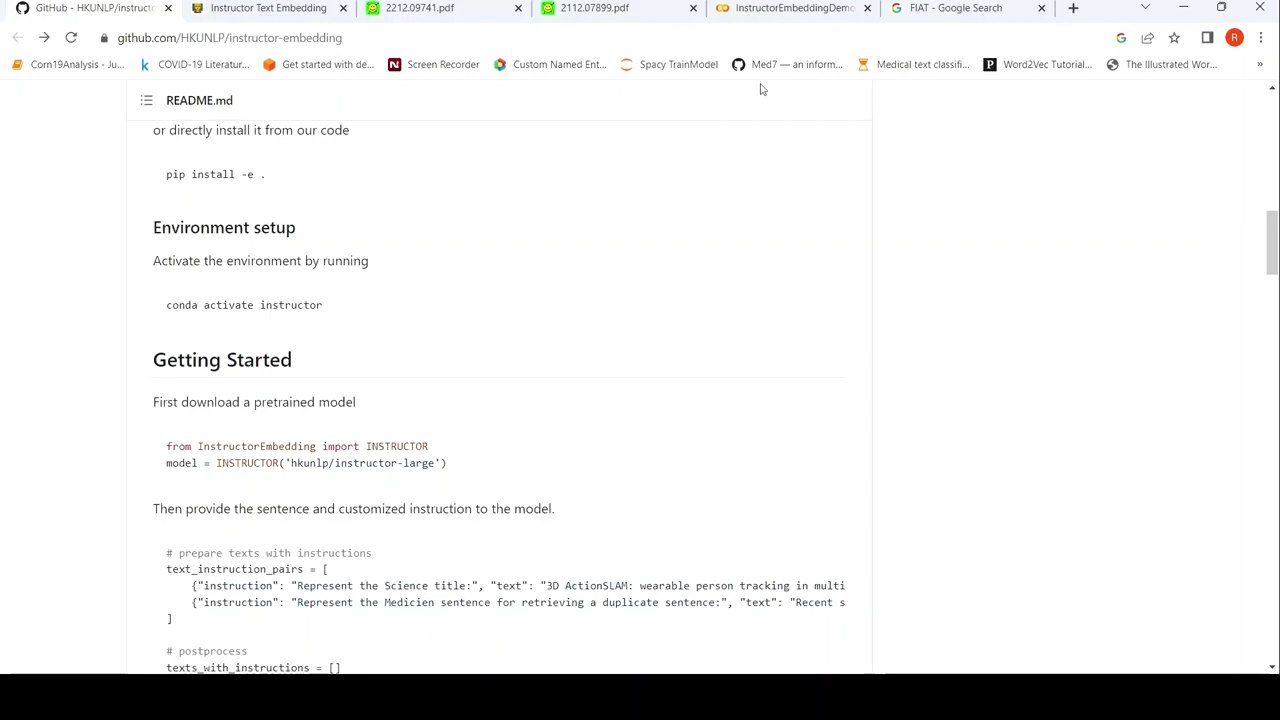 GitHub - HKUNLP/instruct
Instructor Text Embedding
2212.09741.pdf
2112.07899.pdf
InstructorEmbeddingDemo
FIAT - Google Search
github.com/HKUNLP/instructor-embedding
R
Corn19Analysis - Ju...
COVID-19 Literatur...
Get started with de...
Screen Recorder
Custom Named Ent...
Spacy TrainModel
Med7 — an inform...
Medical text classifi...
Word2Vec Tutorial...
The Illustrated Wor...
»
README.md
or directly install it from our code
pip install -e .
Environment setup
Activate the environment by running
conda activate instructor
Getting Started
First download a pretrained model
from InstructorEmbedding import INSTRUCTOR
model = INSTRUCTOR('hkunlp/instructor-large')
Then provide the sentence and customized instruction to the model.
# prepare texts with instructions
text_instruction_pairs = [
{"instruction": "Represent the Science title:", "text": "3D ActionSLAM: wearable person tracking in multi
{"instruction": "Represent the Medicien sentence for retrieving a duplicate sentence:", "text": "Recent s
]
# postprocess
texts_with_instructions = []